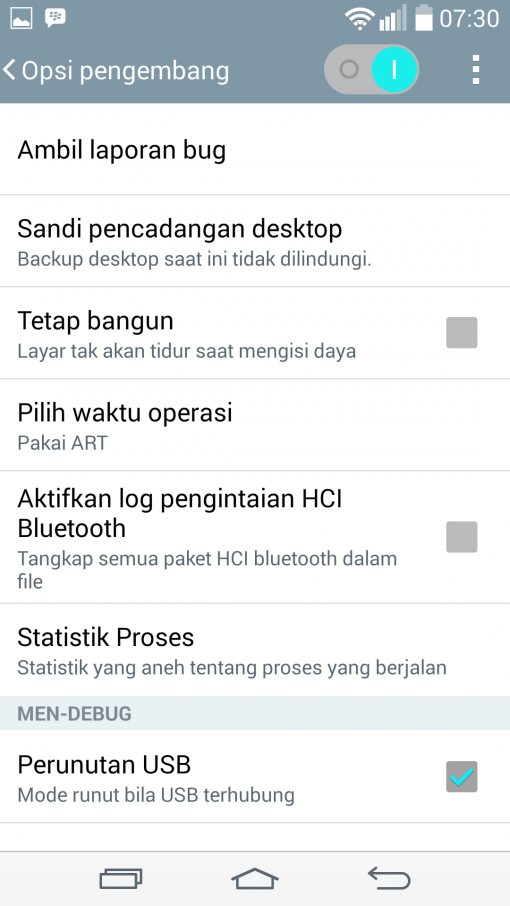 07:30
Opsi pengembang
Ambil laporan bug
Sandi pencadangan desktop
Backup desktop saat ini tidak dilindungi.
Tetap bangun
Layar tak akan tidur saat mengisi daya
Pilih waktu operasi
Pakai ART
Aktifkan log pengintaian HCI
Bluetooth
Tangkap semua paket HCI bluetooth dalam
file
Statistik Proses
Statistik yang aneh tentang proses yang berjalan
MEN-DEBUG
Perunutan USB
Mode runut bila USB terhubung